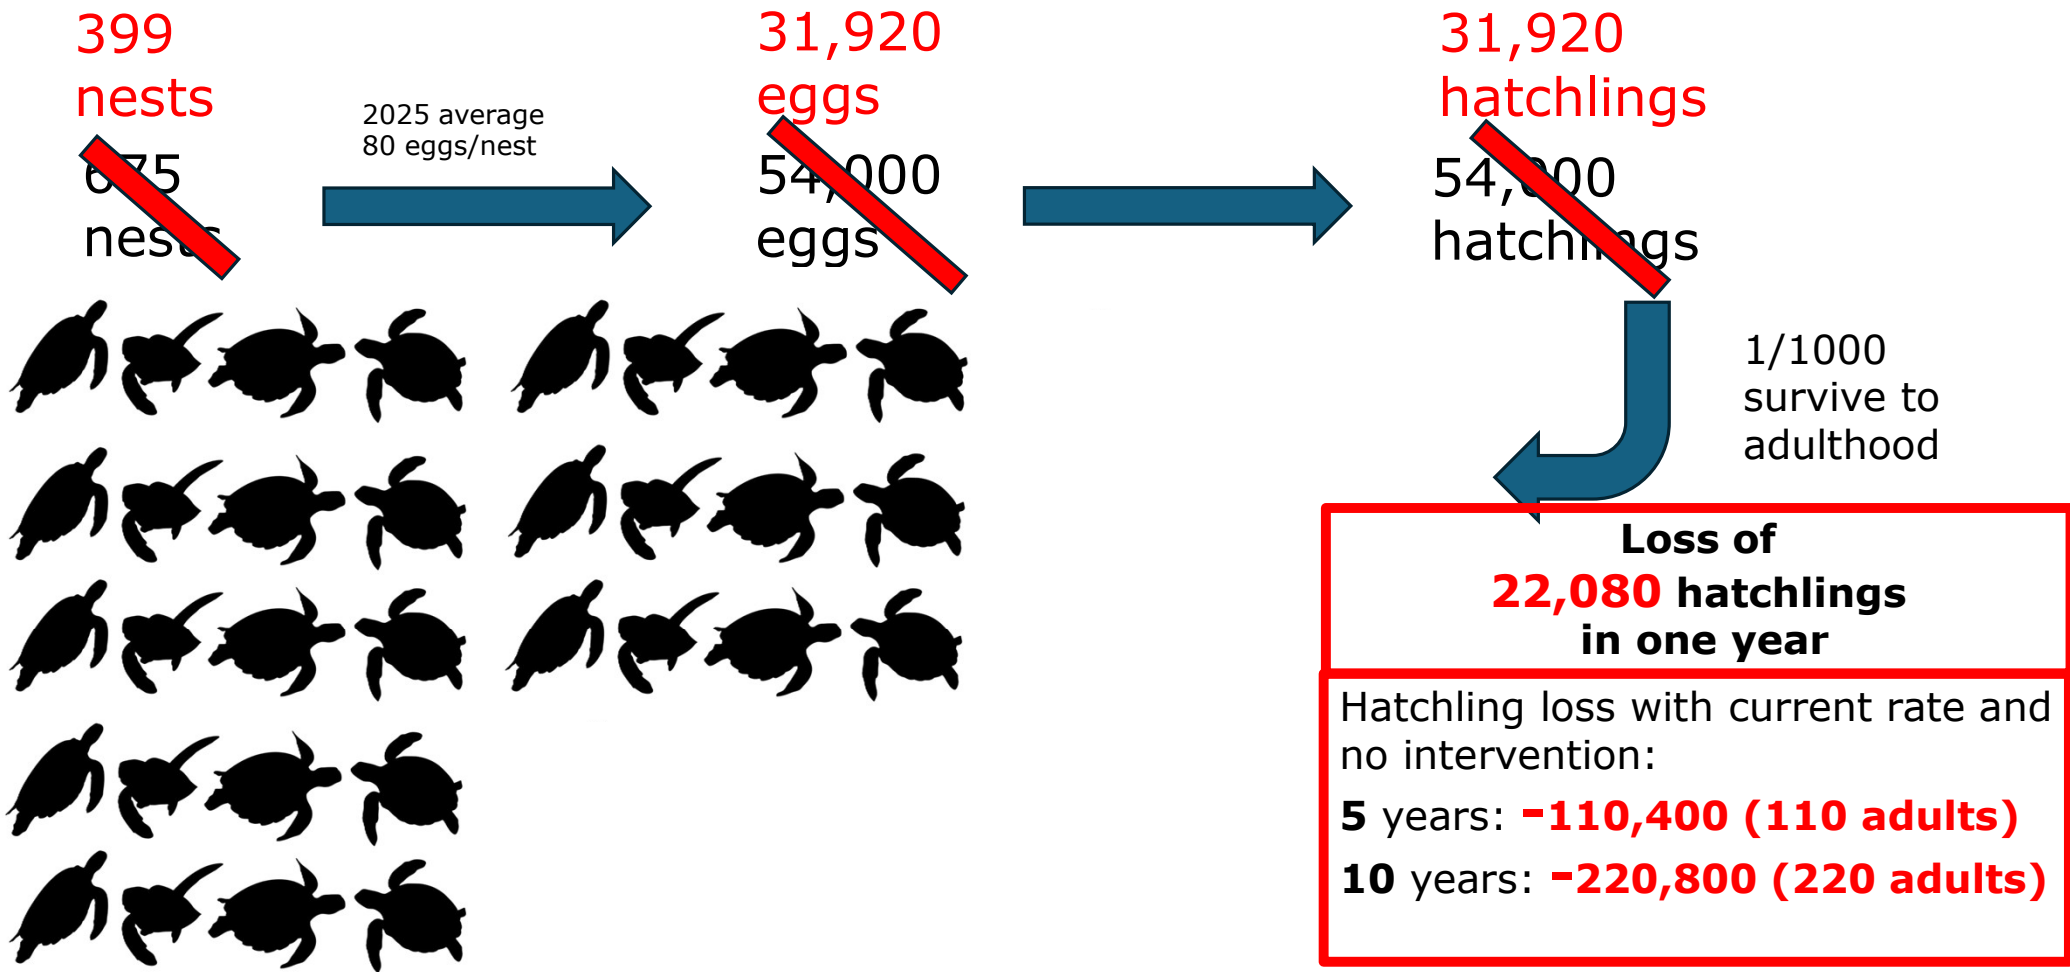 399
nests
675
nests
2025 average
80 eggs/nest
31,920
eggs
54,000
eggs
31,920
hatchlings
54,000
hatchlings
1/1000
survive to
adulthood
Loss of
22,080 hatchlings
in one year
Hatchling loss with current rate and
no intervention:
5 years: -110,400 (110 adults)
10 years: -220,800 (220 adults)